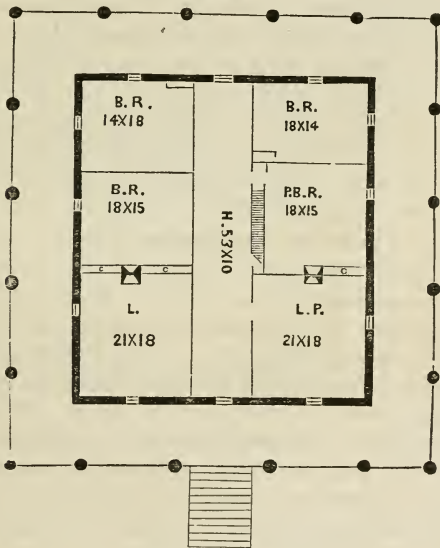 B.R.
14X18
B.R.
18X14
B.R.
18X15
P.B.R.
18X15
H. 53X10
C
C
C
L.
21X18
L.P.
21X18